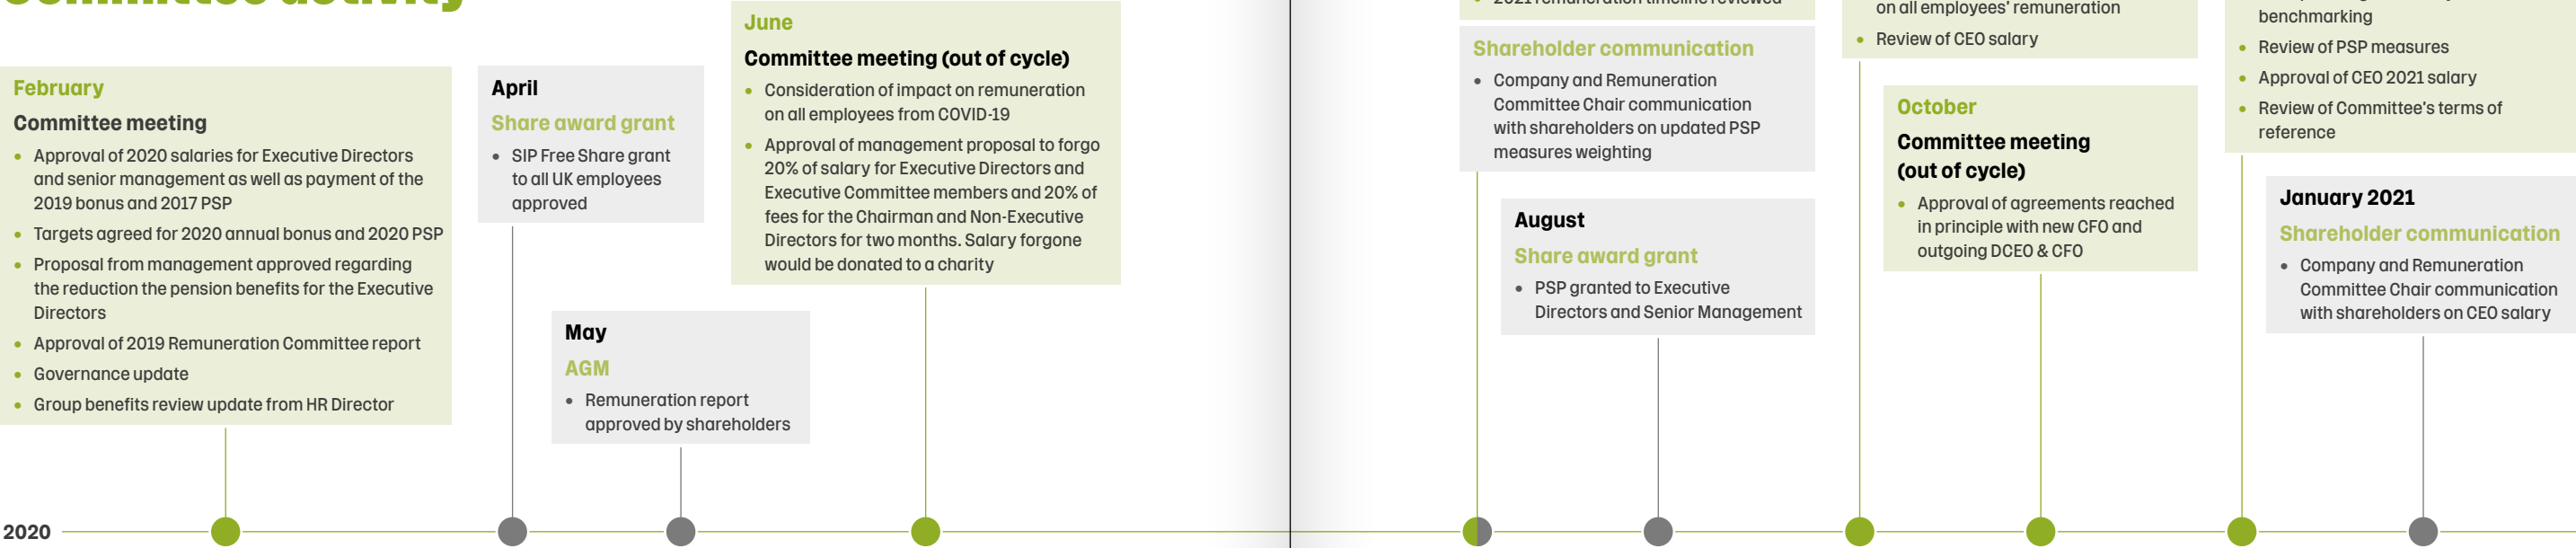 Committee activity
February
Committee meeting
• Approval of 2020 salaries for Executive Directors
and senior management as well as payment of the
2019 bonus and 2017 PSP
• Targets agreed for 2020 annual bonus and 2020 PSP
• Proposal from management approved regarding
the reduction the pension benefits for the Executive
Directors
• Approval of 2019 Remuneration Committee report
• Governance update
• Group benefits review update from HR Director
April
Share award grant
• SIP Free Share grant
to all UK employees
approved
May
AGM
• Remuneration report
approved by shareholders
June
Committee meeting (out of cycle)
• Consideration of impact on remuneration
on all employees from COVID-19
• Approval of management proposal to forgo
20% of salary for Executive Directors and
Executive Committee members and 20% of
fees for the Chairman and Non-Executive
Directors for two months. Salary forgone
would be donated to a charity
• 2021 remuneration timeline reviewed
Shareholder communication
• Company and Remuneration
Committee Chair communication
with shareholders on updated PSP
measures weighting
August
Share award grant
• PSP granted to Executive
Directors and Senior Management
on all employees' remuneration
• Review of CEO salary
October
Committee meeting
(out of cycle)
• Approval of agreements reached
in principle with new CFO and
outgoing DCEO & CFO
benchmarking
• Review of PSP measures
• Approval of CEO 2021 salary
• Review of Committee's terms of
reference
January 2021
Shareholder communication
• Company and Remuneration
Committee Chair communication
with shareholders on CEO salary
2020